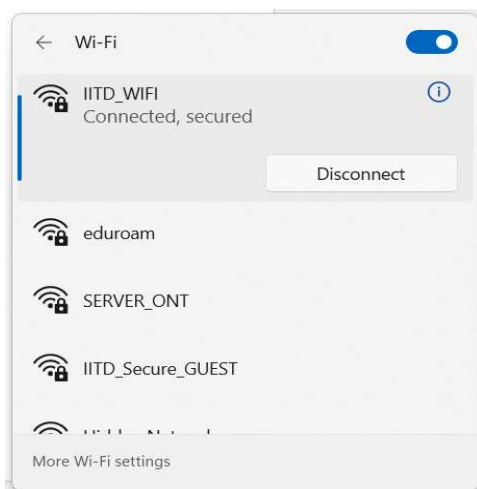 Wi-Fi
IITD_WIFI
Connected, secured
Disconnect
eduroam
SERVER_ONT
IITD_Secure_GUEST
More Wi-Fi settings